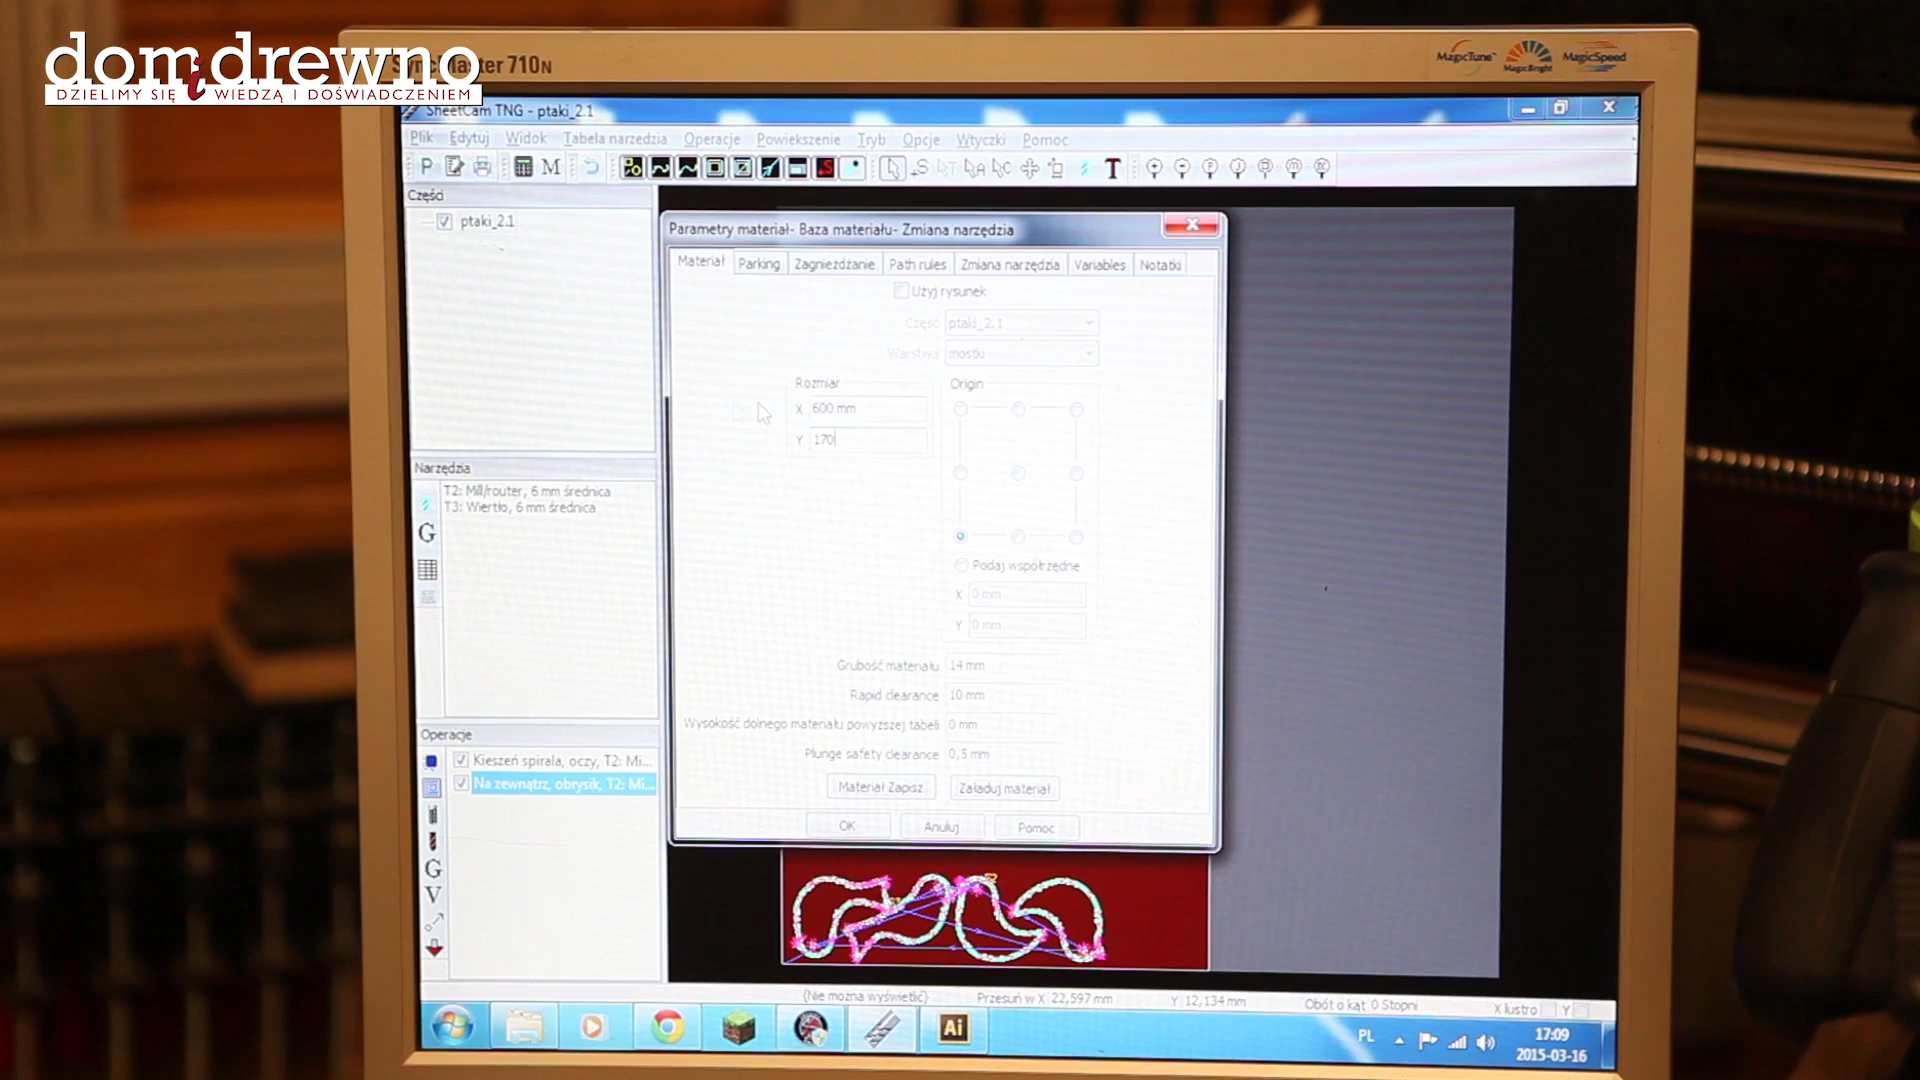 domidrewno
DZIELIMY SIĘ i WIEDZĄ I DOŚWIADCZENIEM
SyncMaster 710N
MagicTune MagicBright MagicSpeed
SheetCam TNG - ptaki_2.1
Plik Edytuj Widok Tabela narzedzia Operacje Powiekszenie Tryb Opcje Wtyczki Pomoc
Części
ptaki_2.1
Parametry materiał- Baza materiału- Zmiana narzędzia
Materiał Parking Zagnieżdżanie Path rules Zmiana narzędzia Variables Notatki
Użyj rysunek
Część ptaki_2.1
Warstwa mostki
Rozmiar Origin
X 600 mm
Y 170
Podaj współrzędne
X 0 mm
Y 0 mm
Grubość materiału 14 mm
Rapid clearance 10 mm
Wysokość dolnego materiału powyższej tabeli 0 mm
Plunge safety clearance 0,5 mm
Materiał Zapisz Załaduj materiał
OK Anuluj Pomoc
Narzędzia
T2: Mill/router, 6 mm średnica
T3: Wiertło, 6 mm średnica
Operacje
Kieszeń spirala, oczy, T2: Mi...
Na zewnątrz, obrysik, T2: Mi...
(Nie można wyświetlić) Przesuń w X 22,597 mm Y 12,134 mm Obót o kąt 0 Stopni X lustro Y
Ai
PL 17:09
2015-03-16